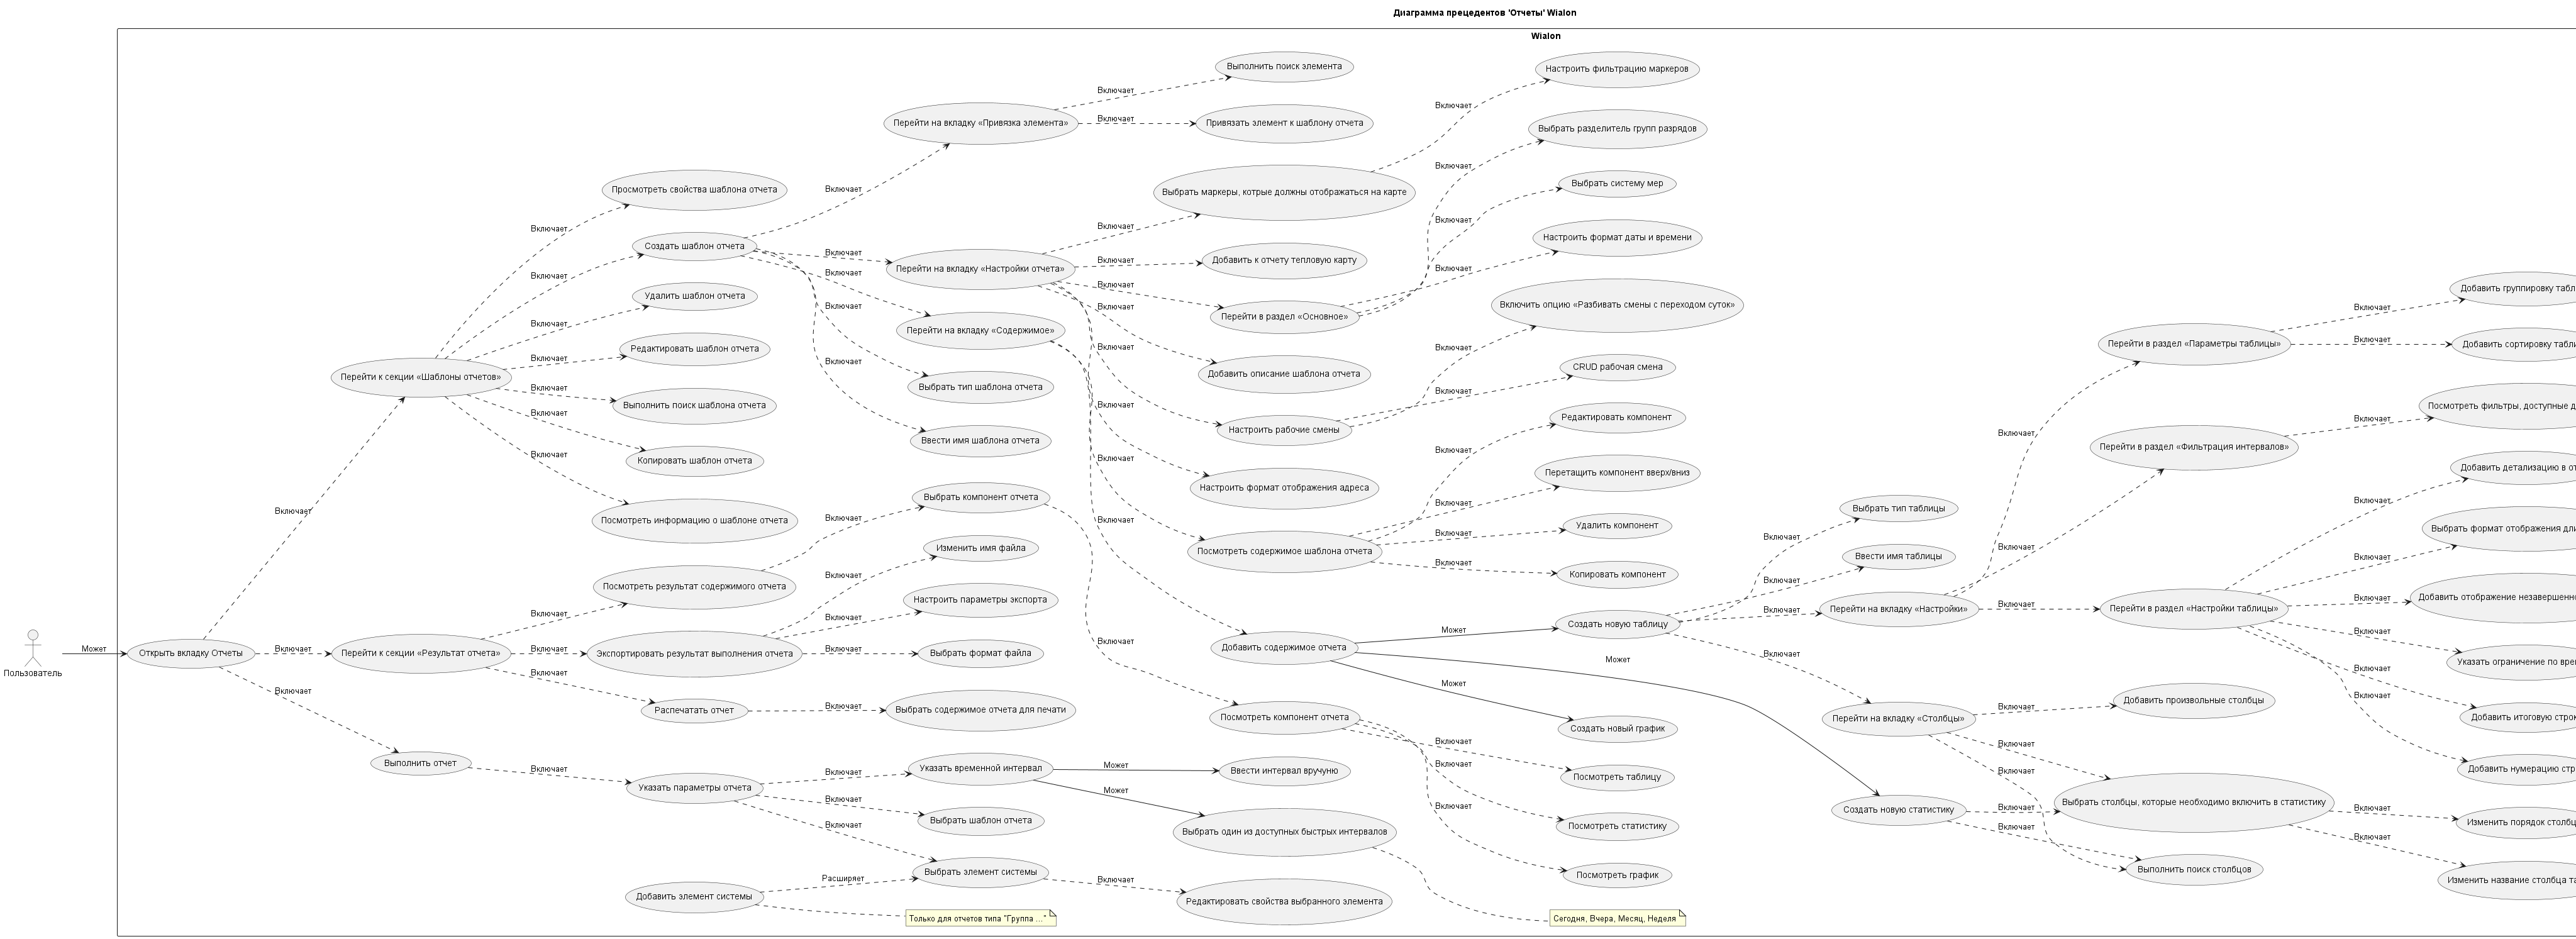 Диаграмма прецедентов 'Отчеты' Wialon
Wialon
Пользователь
Может
Открыть вкладку Отчеты
Включает
Включает
Включает
Перейти к секции «Шаблоны отчетов»
Перейти к секции «Результат отчета»
Выполнить отчет
Включает
Включает
Включает
Включает
Включает
Включает
Включает
Включает
Включает
Включает
Включает
Просмотреть свойства шаблона отчета
Создать шаблон отчета
Удалить шаблон отчета
Редактировать шаблон отчета
Выполнить поиск шаблона отчета
Копировать шаблон отчета
Посмотреть информацию о шаблоне отчета
Посмотреть результат содержимого отчета
Экспортировать результат выполнения отчета
Распечатать отчет
Указать параметры отчета
Добавить элемент системы
Включает
Включает
Включает
Включает
Включает
Включает
Включает
Включает
Включает
Включает
Включает
Включает
Включает
Расширяет
Перейти на вкладку «Привязка элемента»
Перейти на вкладку «Настройки отчета»
Перейти на вкладку «Содержимое»
Выбрать тип шаблона отчета
Ввести имя шаблона отчета
Выбрать компонент отчета
Изменить имя файла
Настроить параметры экспорта
Выбрать формат файла
Выбрать содержимое отчета для печати
Указать временной интервал
Выбрать шаблон отчета
Выбрать элемент системы
Только для отчетов типа "Группа ..."
Включает
Включает
Включает
Включает
Включает
Включает
Включает
Включает
Включает
Включает
Включает
Может
Может
Включает
Выполнить поиск элемента
Привязать элемент к шаблону отчета
Выбрать маркеры, котрые должны отображаться на карте
Добавить к отчету тепловую карту
Перейти в раздел «Основное»
Добавить описание шаблона отчета
Настроить рабочие смены
Настроить формат отображения адреса
Посмотреть содержимое шаблона отчета
Добавить содержимое отчета
Посмотреть компонент отчета
Ввести интервал вручуню
Выбрать один из доступных быстрых интервалов
Редактировать свойства выбранного элемента
Включает
Включает
Включает
Включает
Включает
Включает
Включает
Включает
Включает
Включает
Может
Может
Может
Включает
Включает
Включает
Настроить фильтрацию маркеров
Выбрать разделитель групп разрядов
Выбрать систему мер
Настроить формат даты и времени
Включить опцию «Разбивать смены с переходом суток»
CRUD рабочая смена
Редактировать компонент
Перетащить компонент вверх/вниз
Удалить компонент
Копировать компонент
Создать новую таблицу
Создать новый график
Посмотреть таблицу
Посмотреть статистику
Посмотреть график
Сегодня, Вчера, Месяц, Неделя
Включает
Включает
Включает
Включает
Выбрать тип таблицы
Ввести имя таблицы
Перейти на вкладку «Настройки»
Перейти на вкладку «Столбцы»
Создать новую статистику
Включает
Включает
Включает
Включает
Включает
Включает
Включает
Включает
Перейти в раздел «Параметры таблицы»
Перейти в раздел «Фильтрация интервалов»
Перейти в раздел «Настройки таблицы»
Добавить произвольные столбцы
Выбрать столбцы, которые необходимо включить в статистику
Выполнить поиск столбцов
Включает
Включает
Включает
Включает
Включает
Включает
Включает
Включает
Включает
Включает
Включает
Добавить группировку табл
Добавить сортировку табли
Посмотреть фильтры, доступные д
Добавить детализацию в от
Выбрать формат отображения дли
Добавить отображение незавершенно
Указать ограничение по вре
Добавить итоговую строк
Добавить нумерацию стр
Изменить порядок столбц
Изменить название столбца та